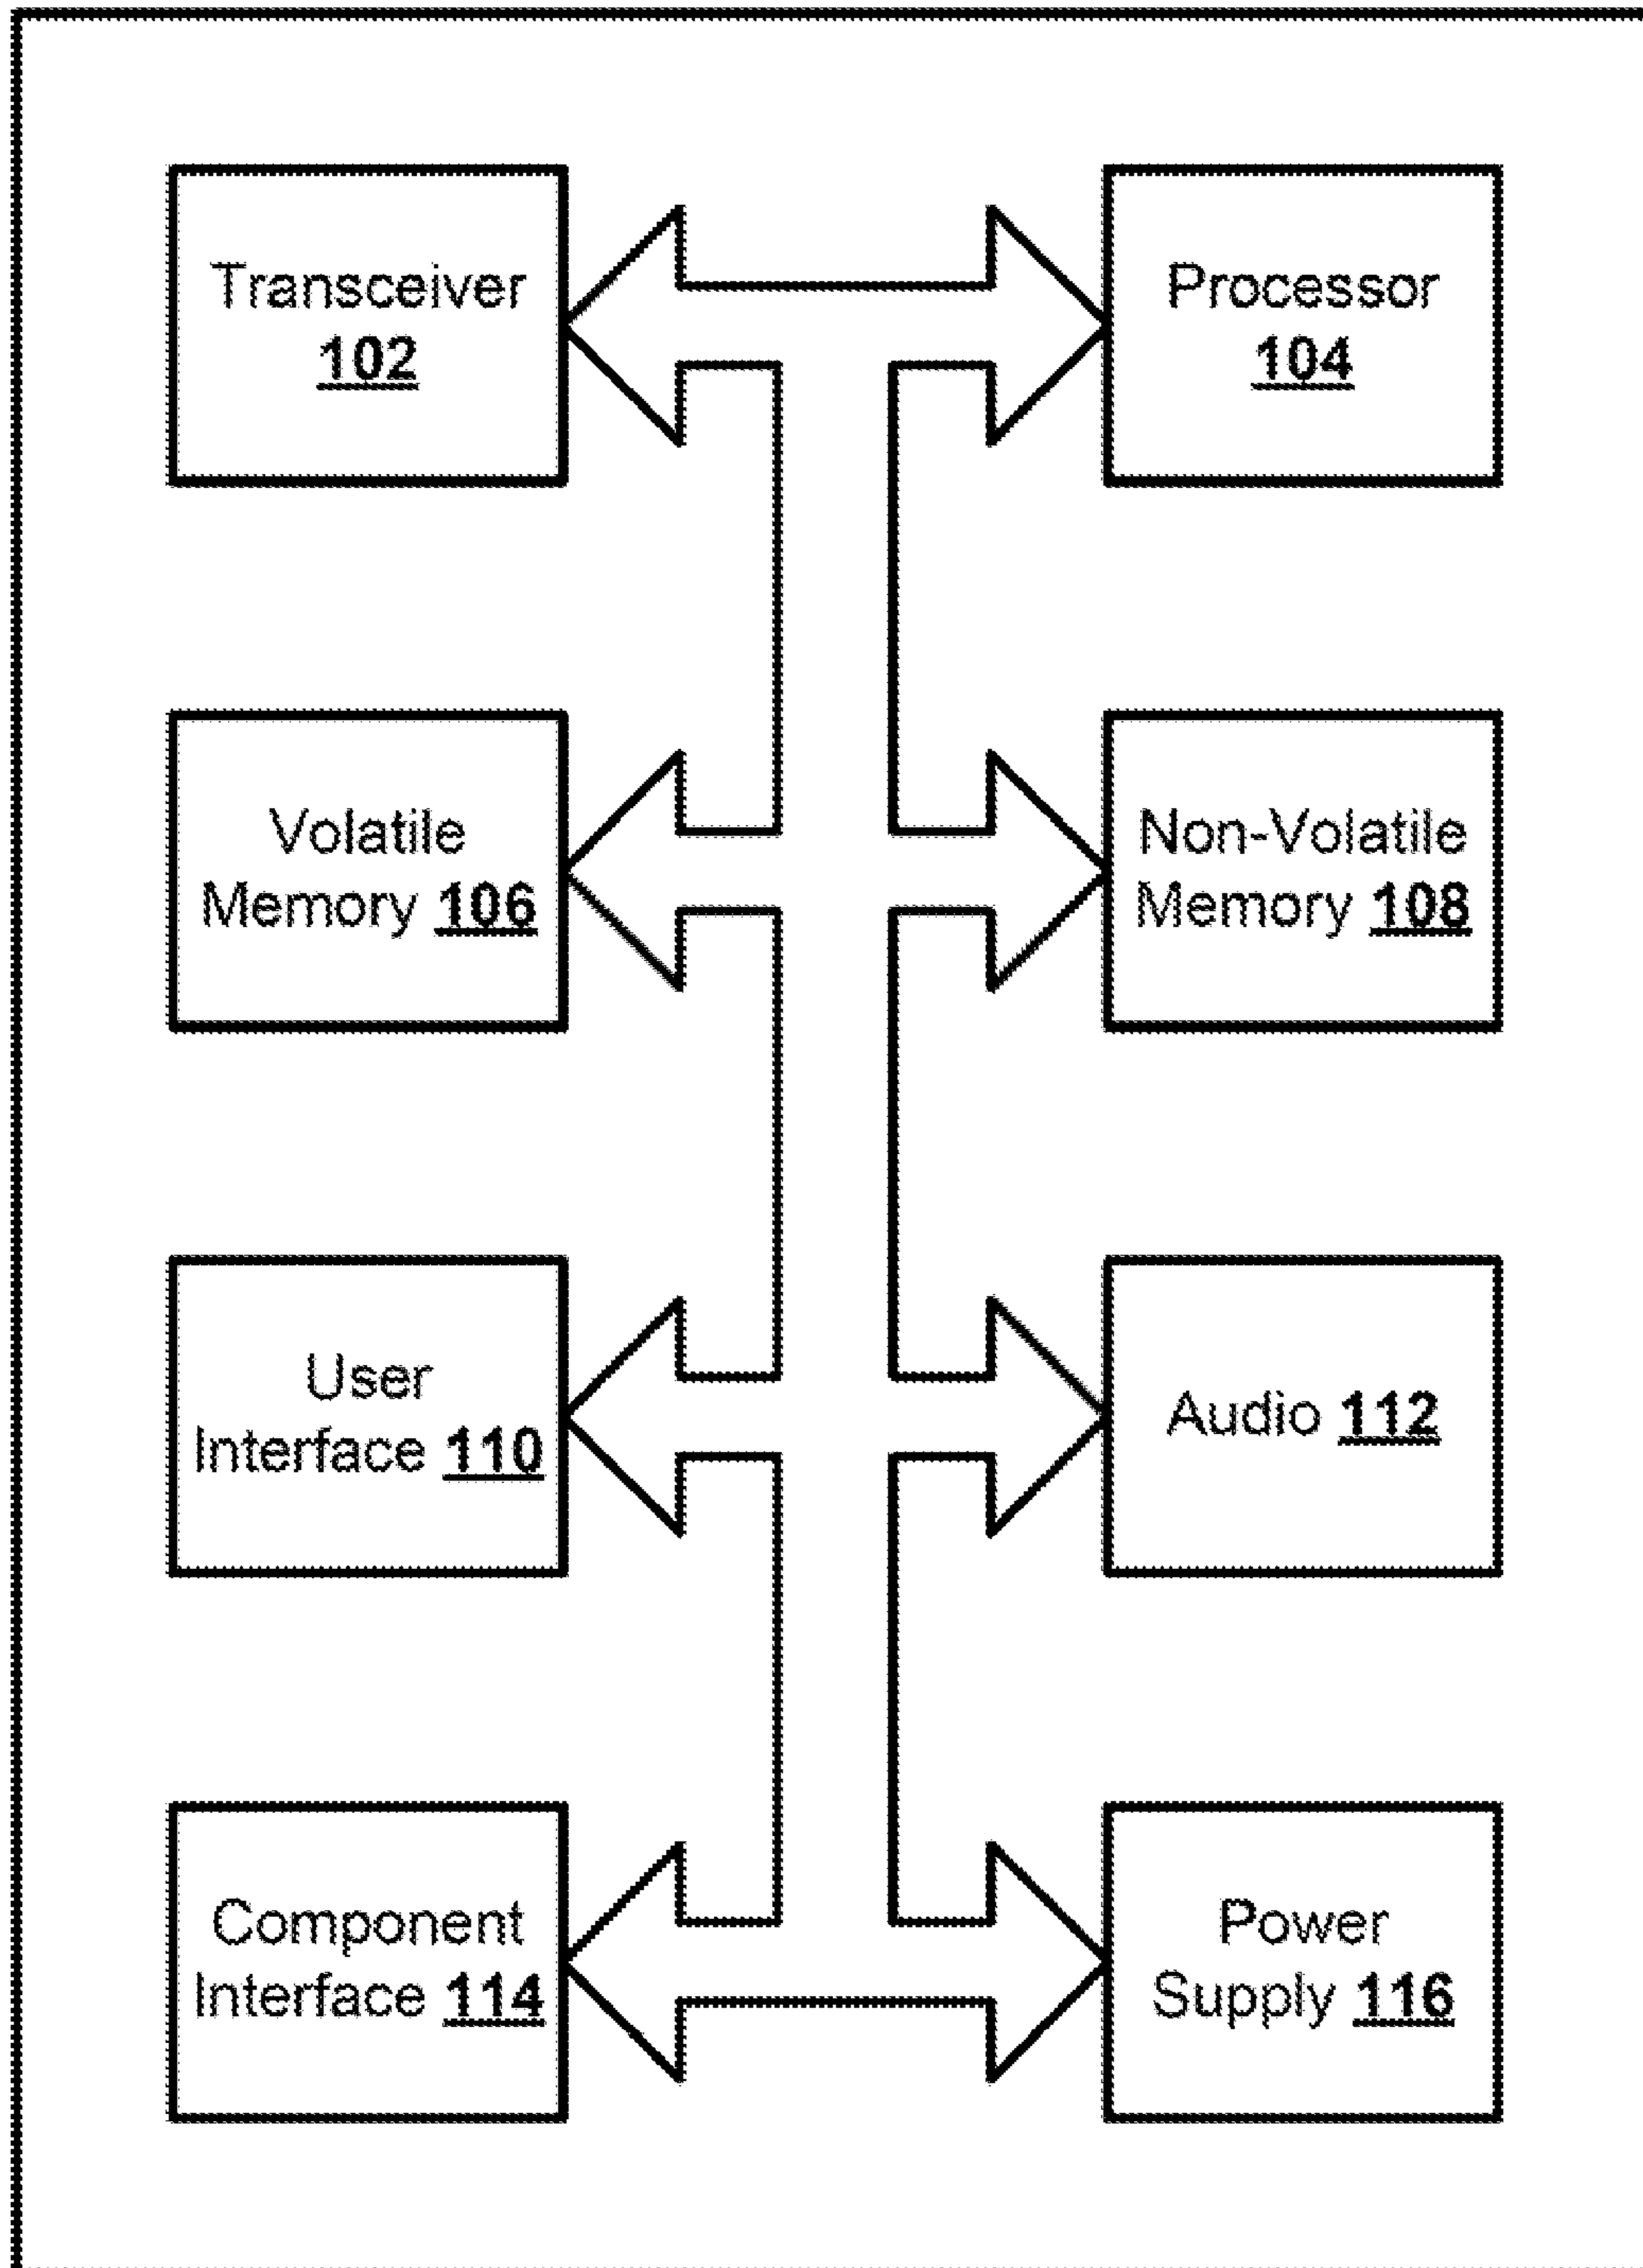 Transceiver
102
Processor
104
Volatile
Memory 106
Non-Volatile
Memory 108
User
Interface 110
Audio 112
Component
Interface 114
Power
Supply 116